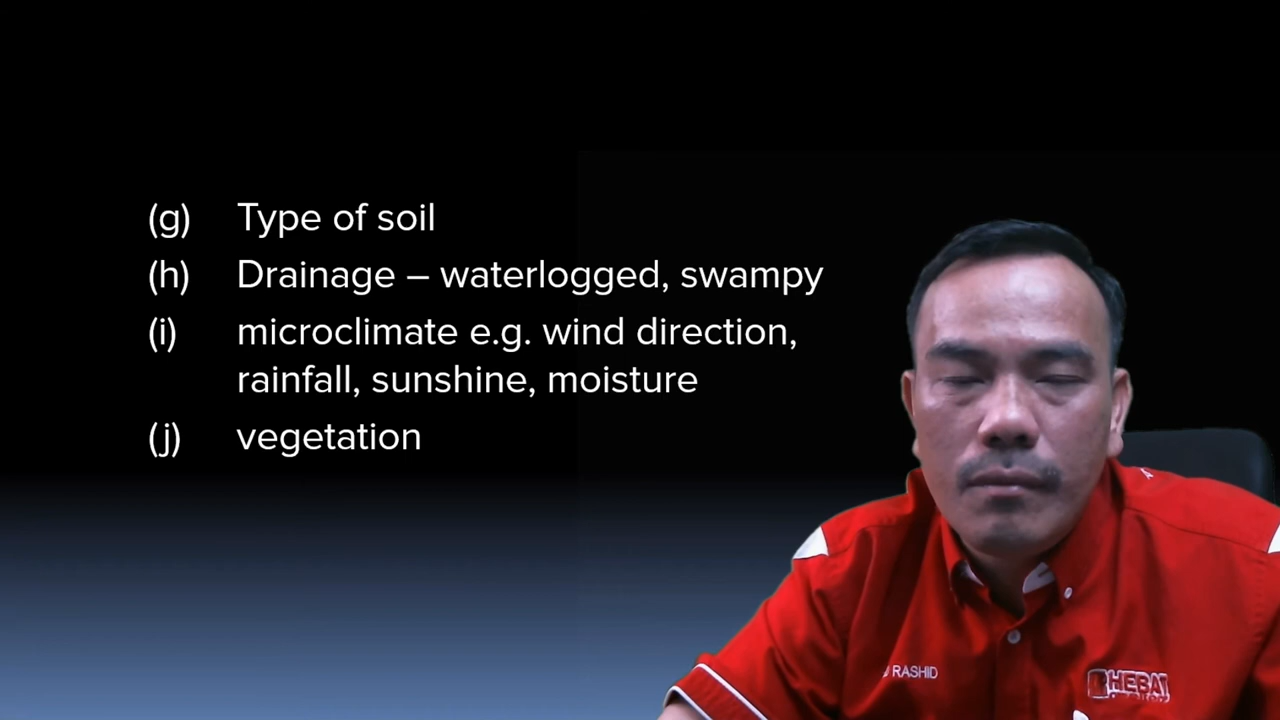 (g) Type of soil
(h) Drainage – waterlogged, swampy
(i) microclimate e.g. wind direction,
rainfall, sunshine, moisture
(j) vegetation
RASHID
HEBAT